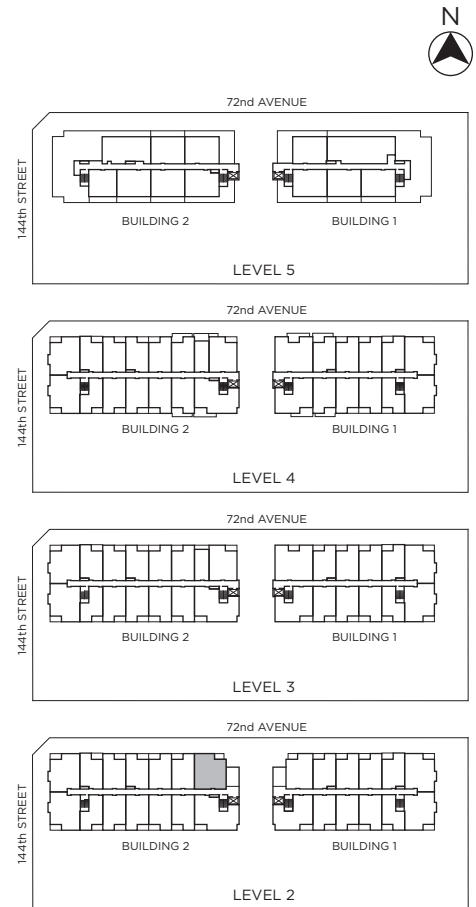 N
72nd AVENUE
144th STREET
BUILDING 2
BUILDING 1
LEVEL 5
72nd AVENUE
144th STREET
BUILDING 2
BUILDING 1
LEVEL 4
72nd AVENUE
144th STREET
BUILDING 2
BUILDING 1
LEVEL 3
72nd AVENUE
144th STREET
BUILDING 2
BUILDING 1
LEVEL 2